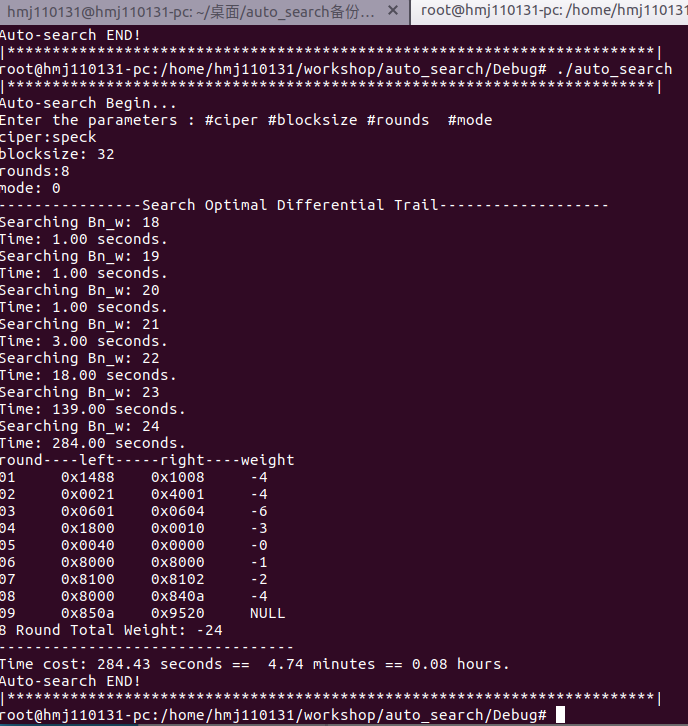 hmj110131@hmj110131-pc: ~/桌面/auto_search备份... × root@hmj110131-pc: /home/hmj110131
Auto-search END!
|*************************************************************************|
root@hmj110131-pc:/home/hmj110131/workshop/auto_search/Debug# ./auto_search
|*************************************************************************|
Auto-search Begin...
Enter the parameters : #ciper #blocksize #rounds  #mode
ciper:speck
blocksize: 32
rounds:8
mode: 0
----------------Search Optimal Differential Trail-------------------
Searching Bn_w: 18
Time: 1.00 seconds.
Searching Bn_w: 19
Time: 1.00 seconds.
Searching Bn_w: 20
Time: 1.00 seconds.
Searching Bn_w: 21
Time: 3.00 seconds.
Searching Bn_w: 22
Time: 18.00 seconds.
Searching Bn_w: 23
Time: 139.00 seconds.
Searching Bn_w: 24
Time: 284.00 seconds.
round----left-----right----weight
01     0x1488    0x1008     -4
02     0x0021    0x4001     -4
03     0x0601    0x0604     -6
04     0x1800    0x0010     -3
05     0x0040    0x0000     -0
06     0x8000    0x8000     -1
07     0x8100    0x8102     -2
08     0x8000    0x840a     -4
09     0x850a    0x9520     NULL
8 Round Total Weight: -24
---------------------------------
Time cost: 284.43 seconds ==  4.74 minutes == 0.08 hours.
Auto-search END!
|*************************************************************************|
root@hmj110131-pc:/home/hmj110131/workshop/auto_search/Debug#